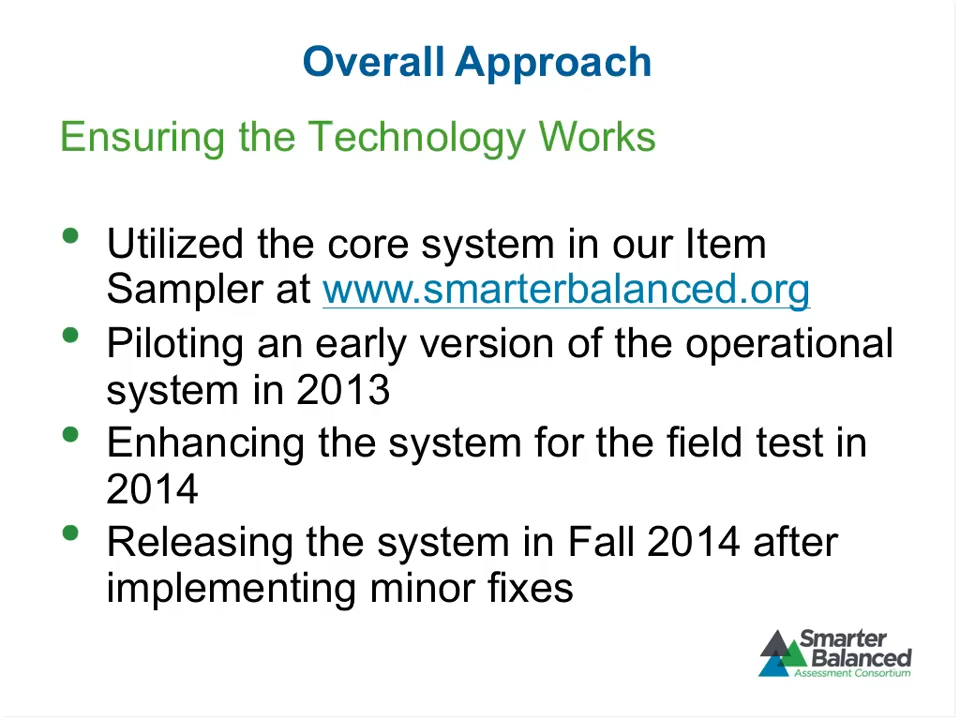 Overall Approach
Ensuring the Technology Works
• Utilized the core system in our Item
Sampler at www.smarterbalanced.org
• Piloting an early version of the operational
system in 2013
• Enhancing the system for the field test in
2014
• Releasing the system in Fall 2014 after
implementing minor fixes
Smarter
Balanced
Assessment Consortium